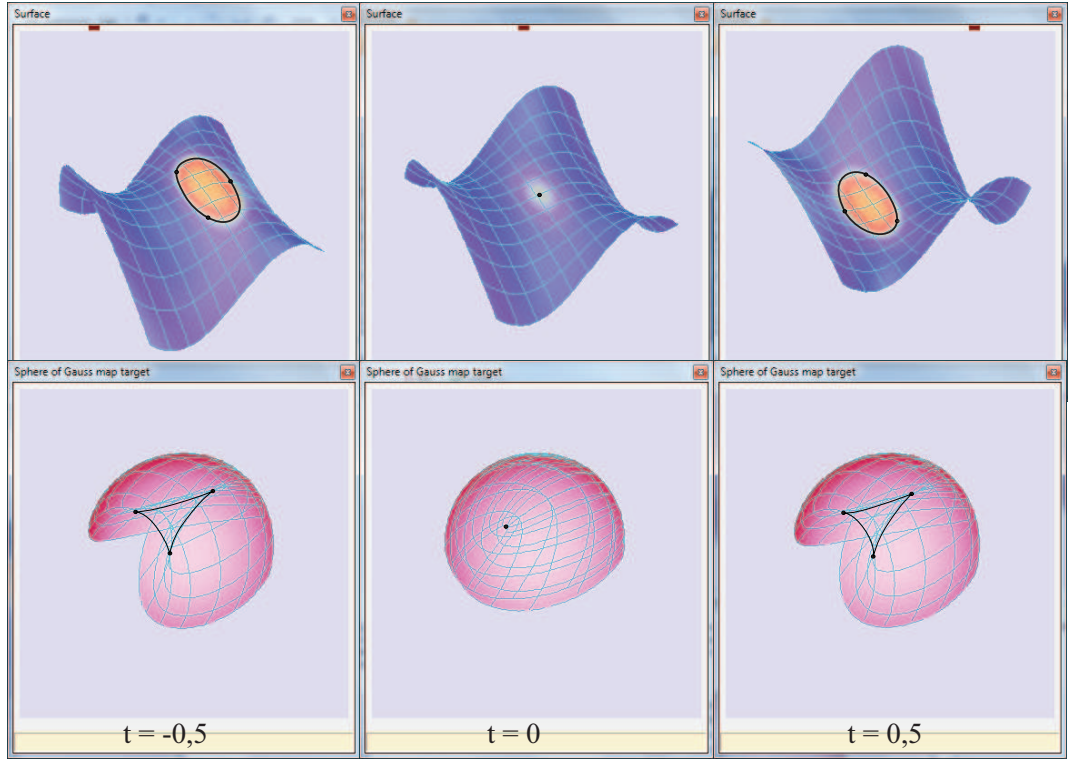 Surface
Surface
Surface
Sphere of Gauss map target
Sphere of Gauss map target
Sphere of Gauss map target
t = -0,5
t = 0
t = 0,5